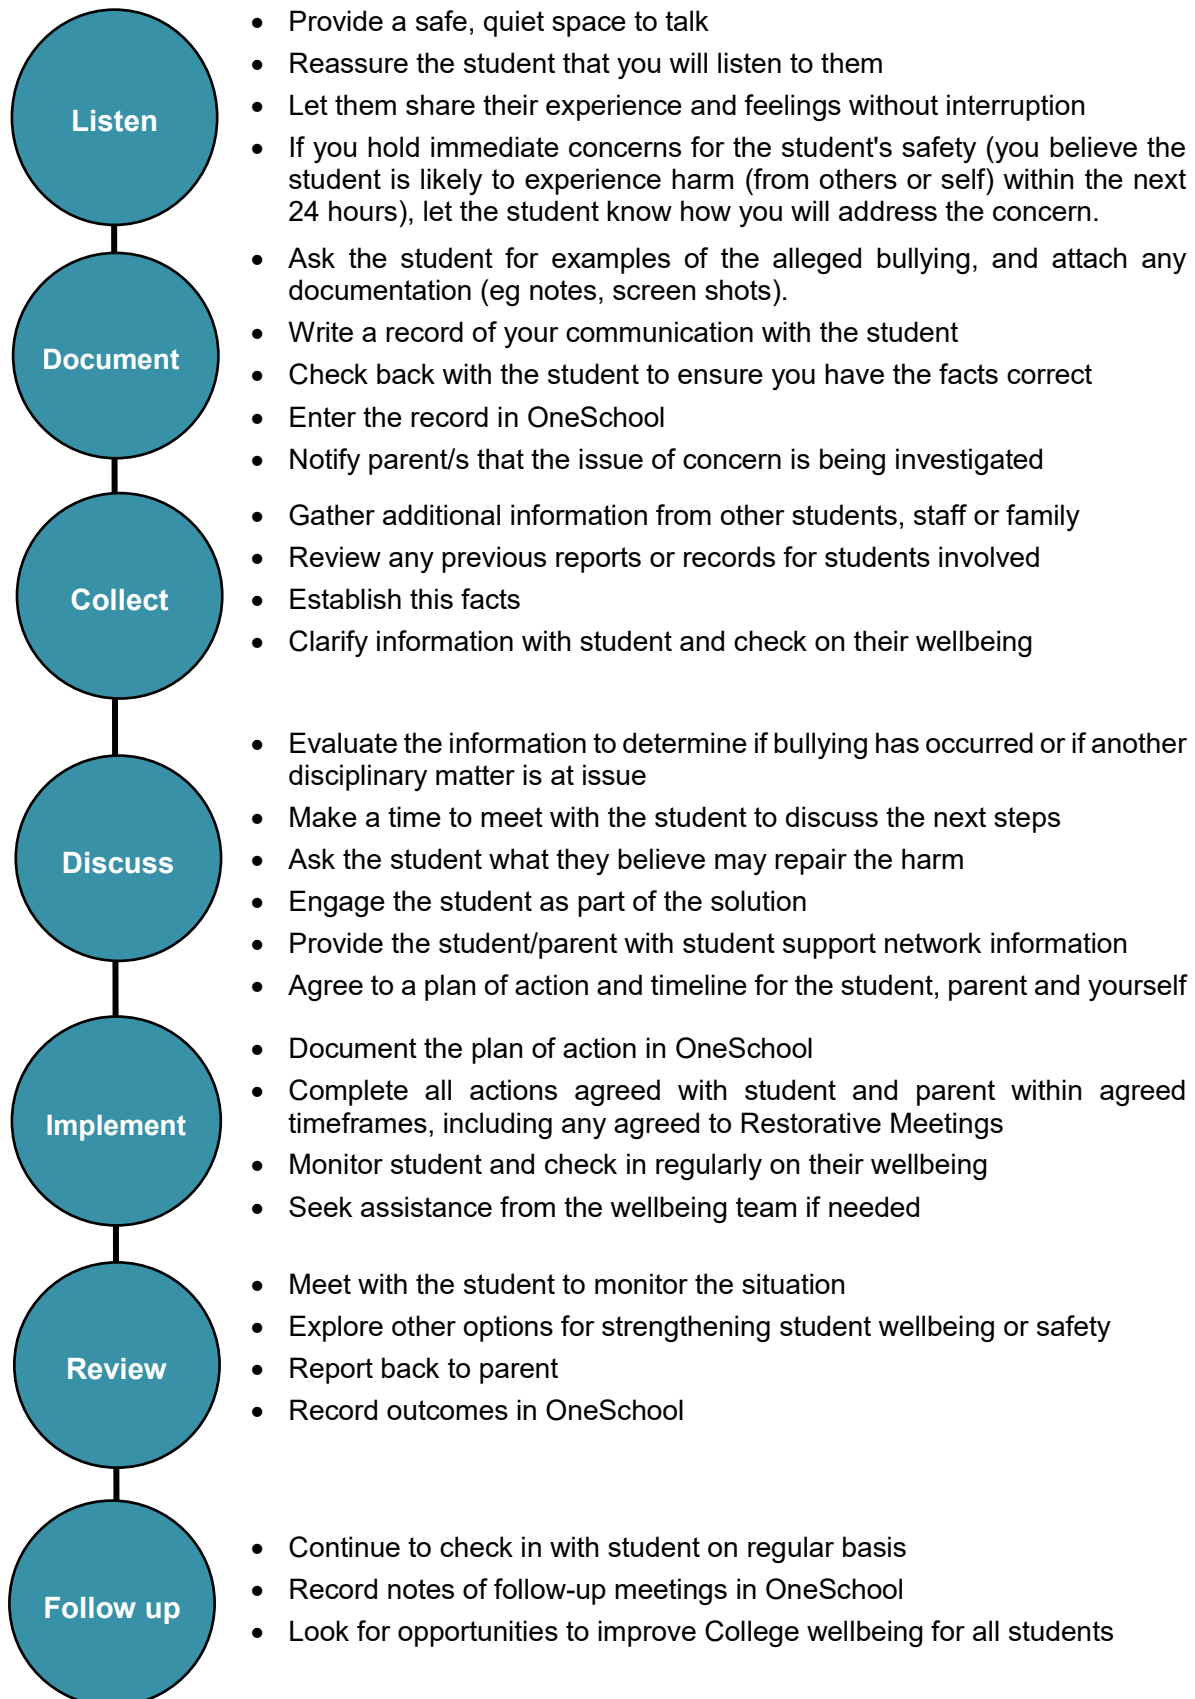 Listen
• Provide a safe, quiet space to talk
• Reassure the student that you will listen to them
• Let them share their experience and feelings without interruption
• If you hold immediate concerns for the student's safety (you believe the
student is likely to experience harm (from others or self) within the next
24 hours), let the student know how you will address the concern.
Document
• Ask the student for examples of the alleged bullying, and attach any
documentation (eg notes, screen shots).
• Write a record of your communication with the student
• Check back with the student to ensure you have the facts correct
• Enter the record in OneSchool
• Notify parent/s that the issue of concern is being investigated
Collect
• Gather additional information from other students, staff or family
• Review any previous reports or records for students involved
• Establish this facts
• Clarify information with student and check on their wellbeing
Discuss
• Evaluate the information to determine if bullying has occurred or if another
disciplinary matter is at issue
• Make a time to meet with the student to discuss the next steps
• Ask the student what they believe may repair the harm
• Engage the student as part of the solution
• Provide the student/parent with student support network information
• Agree to a plan of action and timeline for the student, parent and yourself
Implement
• Document the plan of action in OneSchool
• Complete all actions agreed with student and parent within agreed
timeframes, including any agreed to Restorative Meetings
• Monitor student and check in regularly on their wellbeing
• Seek assistance from the wellbeing team if needed
Review
• Meet with the student to monitor the situation
• Explore other options for strengthening student wellbeing or safety
• Report back to parent
• Record outcomes in OneSchool
Follow up
• Continue to check in with student on regular basis
• Record notes of follow-up meetings in OneSchool
• Look for opportunities to improve College wellbeing for all students